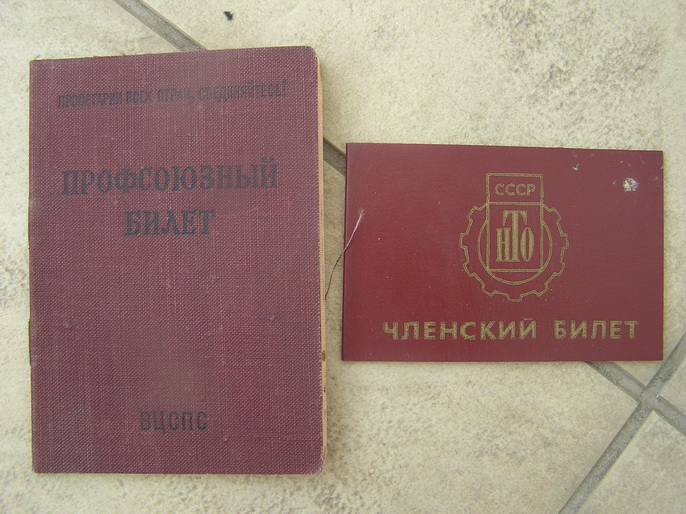 ПРОЛЕТАРИИ ВСЕХ СТРАН, СОЕДИНЯЙТЕСЬ!
ПРОФСОЮЗНЫЙ
БИЛЕТ
ВЦСПС
СССР
НТО
ЧЛЕНСКИЙ БИЛЕТ